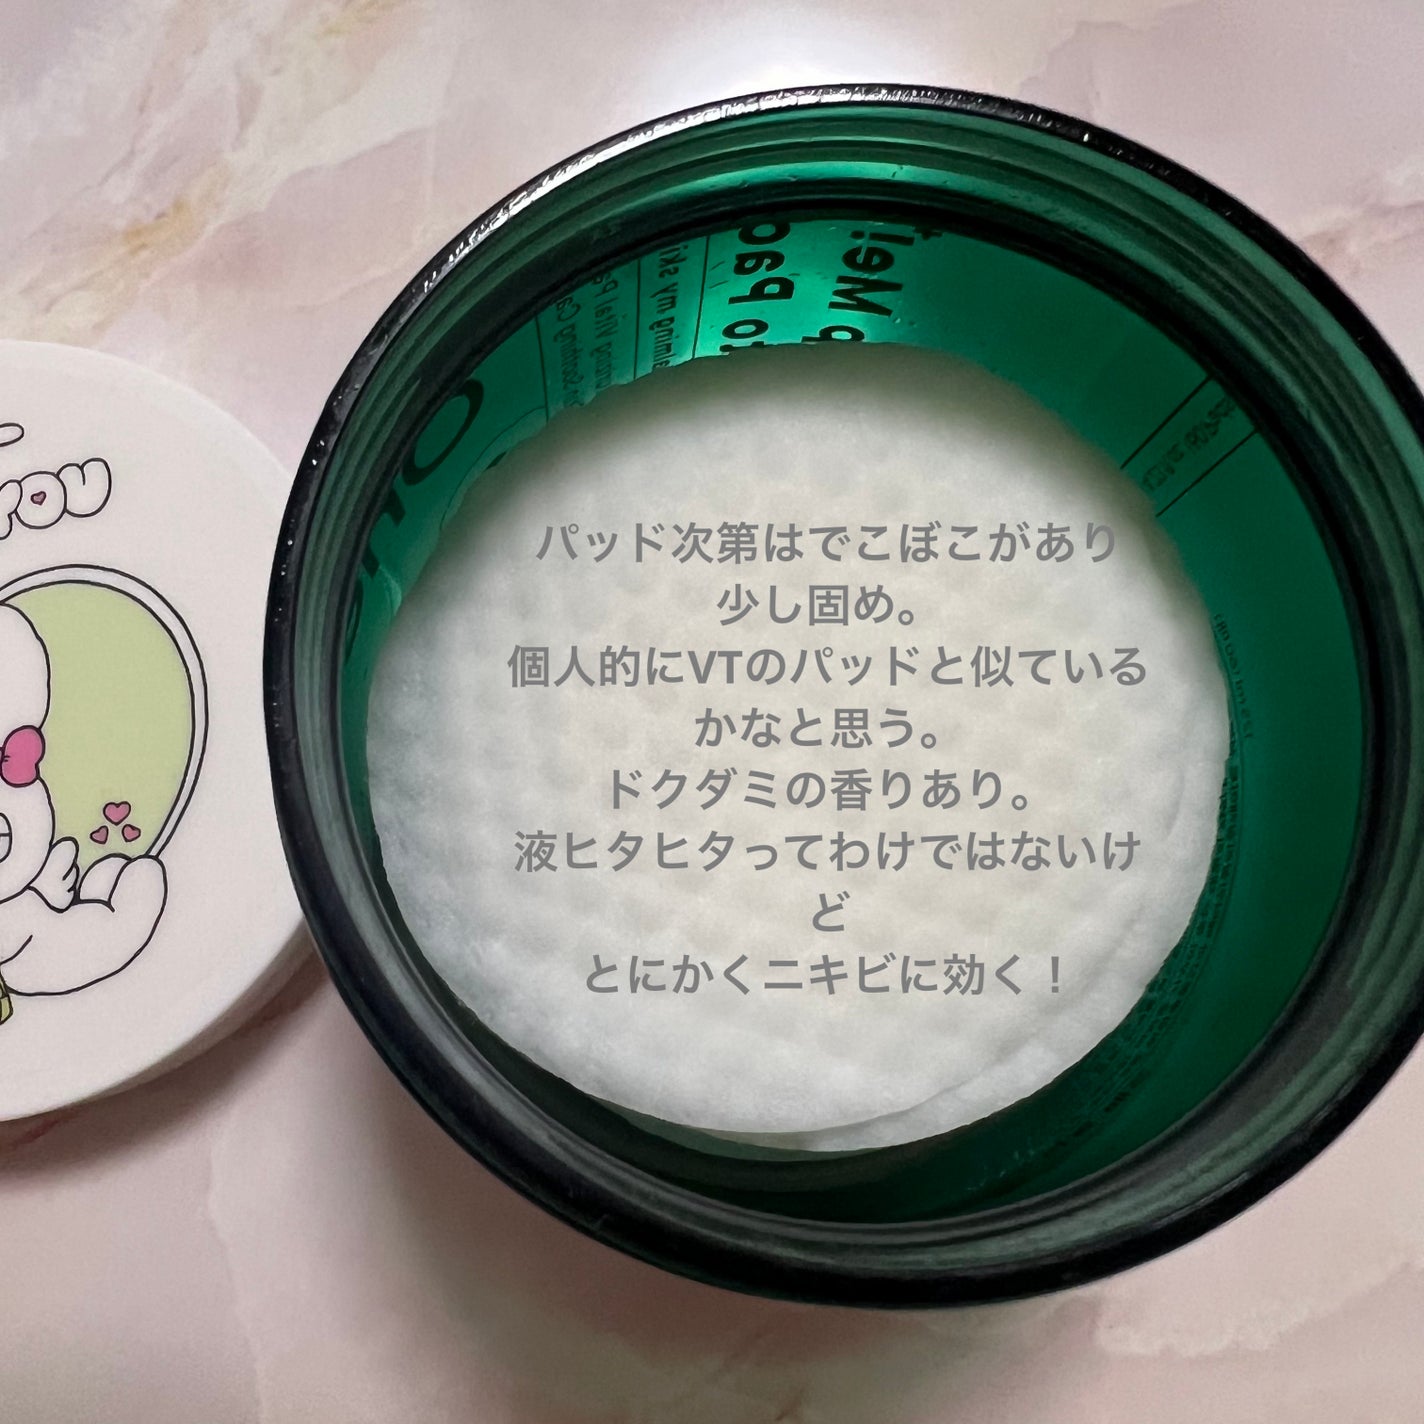 YOU
パッド次第はでこぼこがあり
少し固め。
個人的にVTのパッドと似ている
かなと思う。
ドクダミの香りあり。
液ヒタヒタってわけではないけ
ど
とにかくニキビに効く！